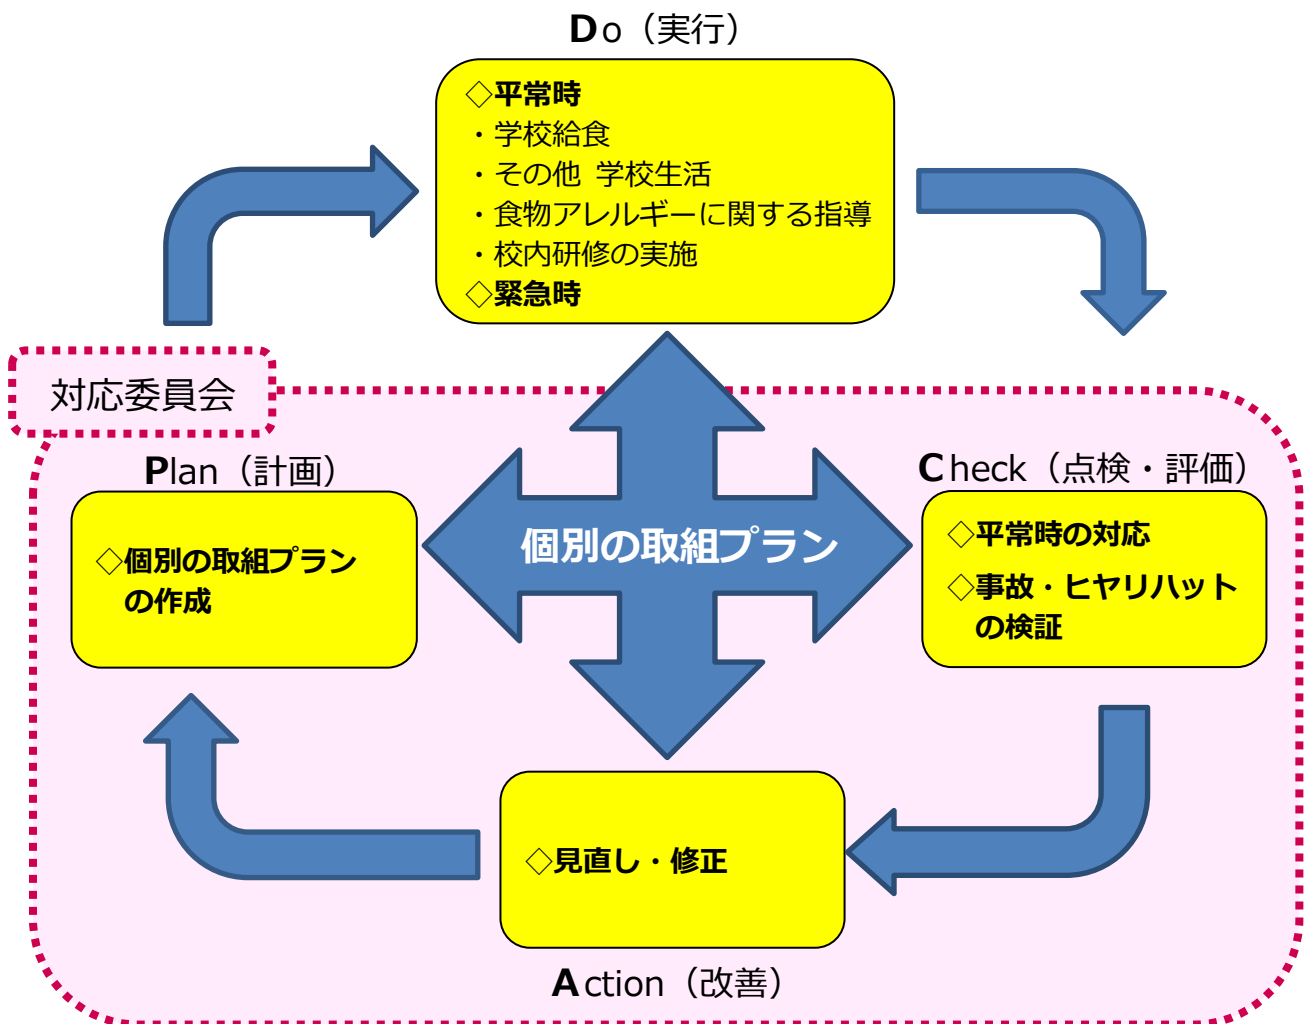 Do（実行）
◇平常時
・学校給食
・その他 学校生活
・食物アレルギーに関する指導
・校内研修の実施
◇緊急時
対応委員会
Plan（計画）
◇個別の取組プラン
の作成
個別の取組プラン
Check（点検・評価）
◇平常時の対応
◇事故・ヒヤリハット
の検証
◇見直し・修正
Action（改善）